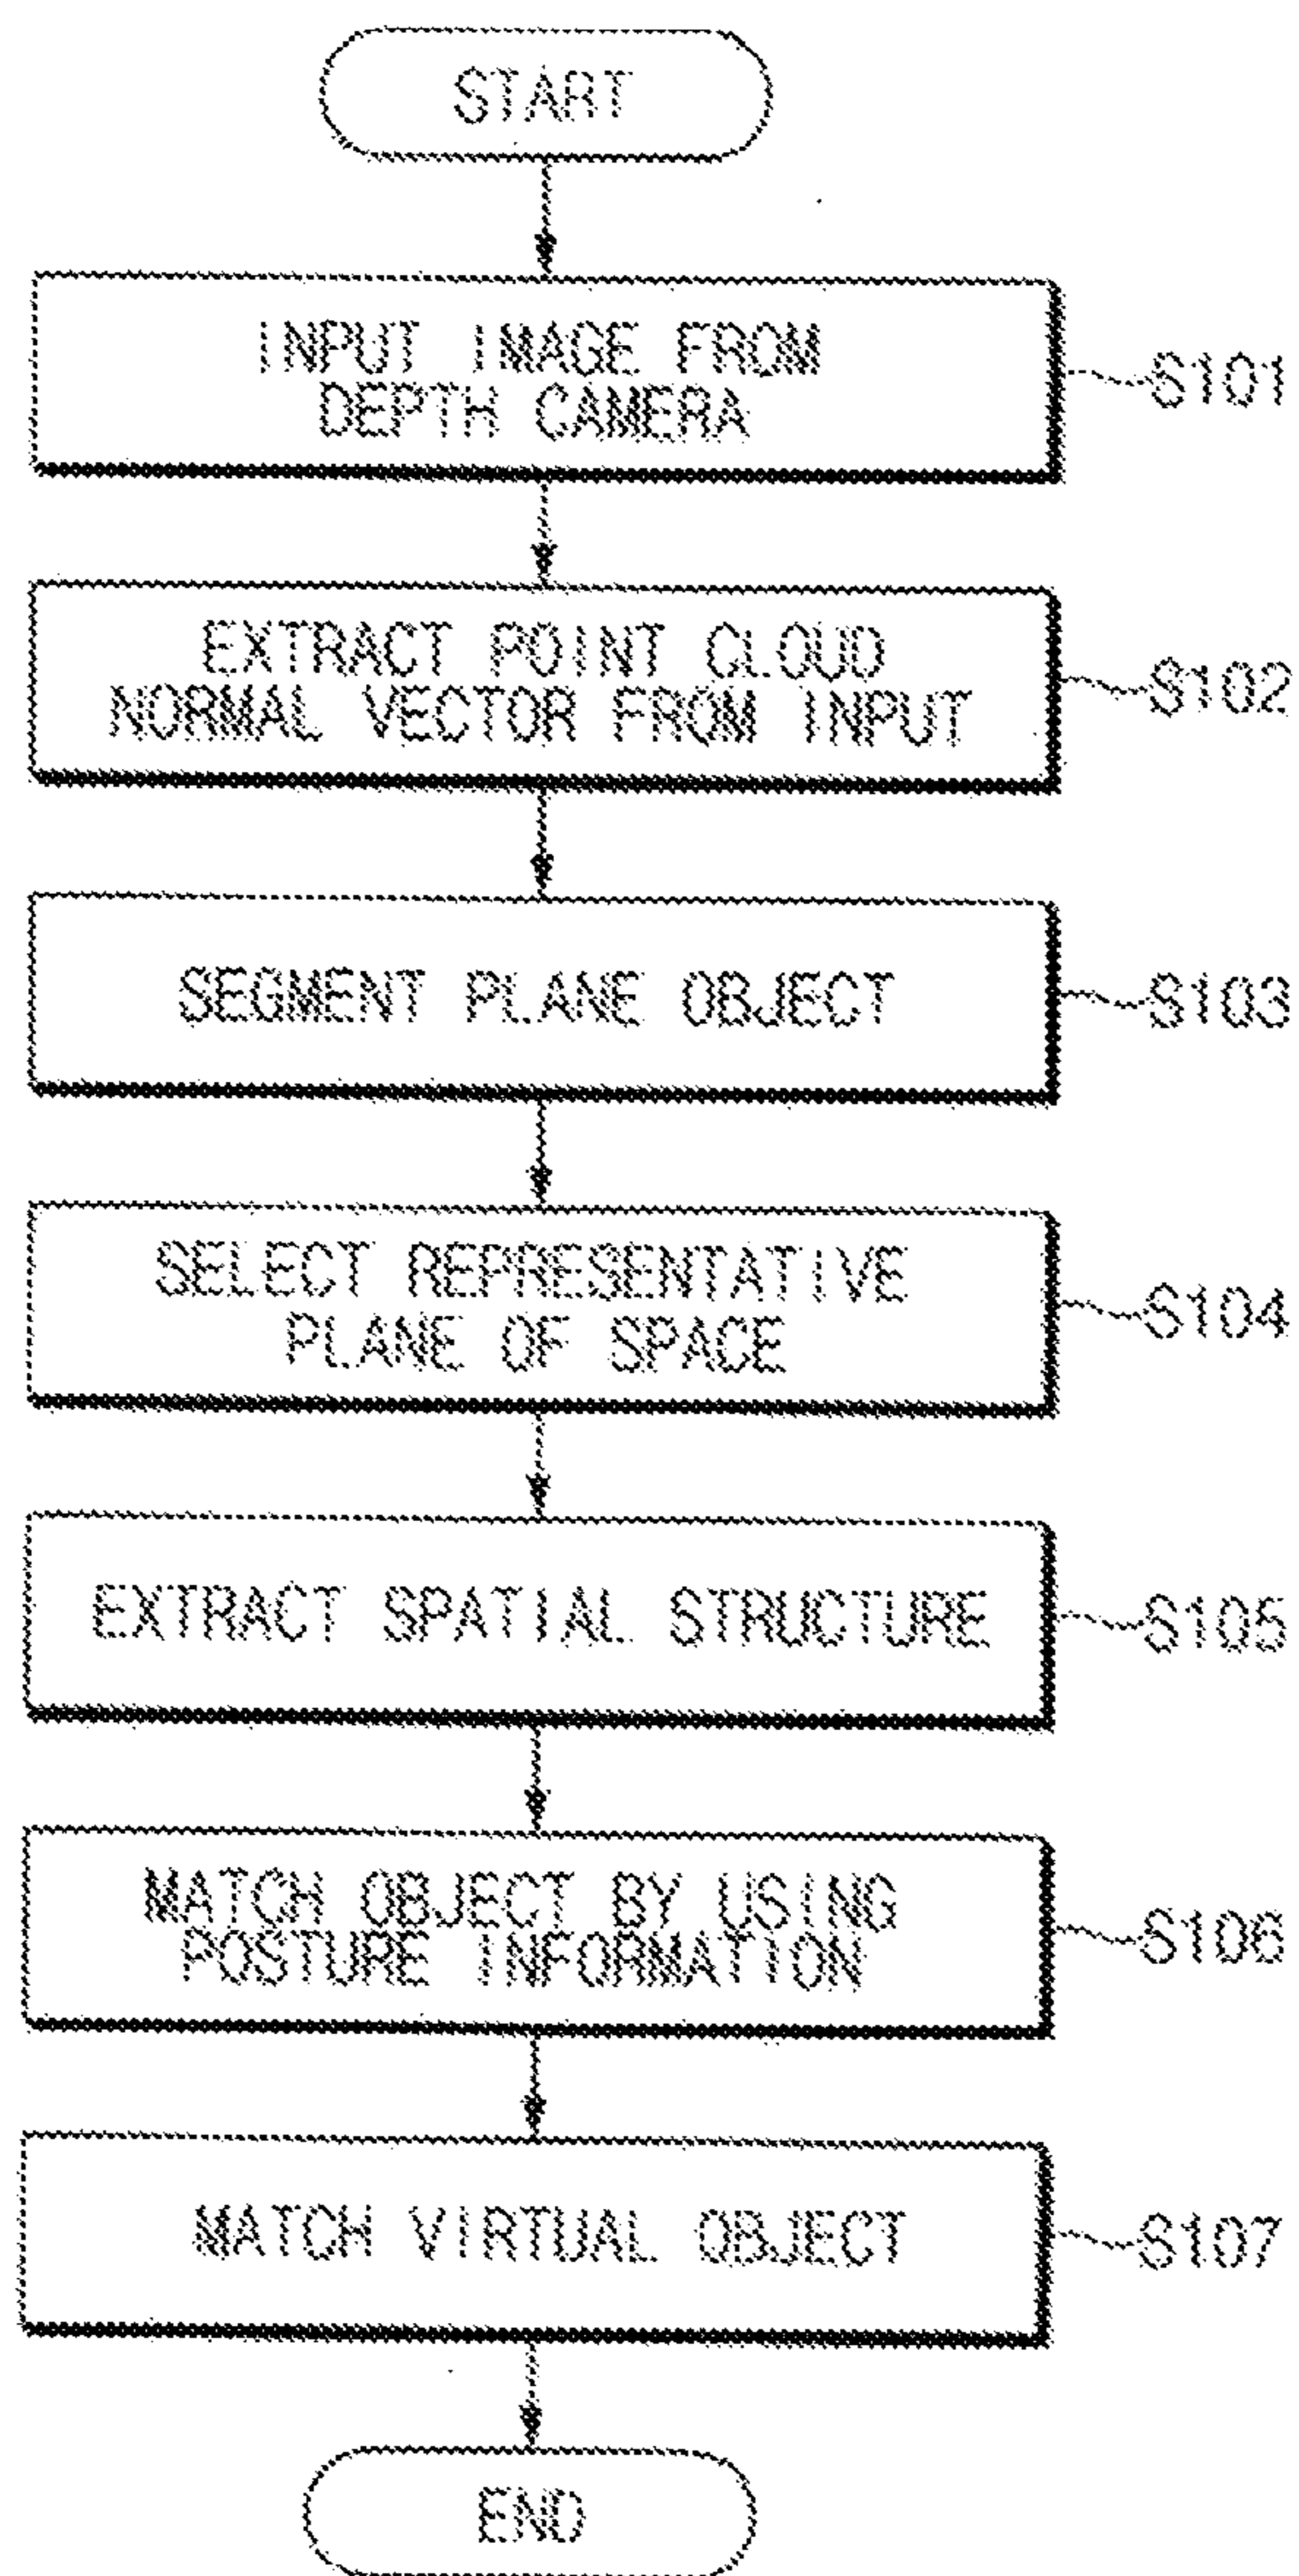 START
INPUT IMAGE FROM
DEPTH CAMERA
S101
EXTRACT POINT CLOUD
NORMAL VECTOR FROM INPUT
S102
SEGMENT PLANE OBJECT
S103
SELECT REPRESENTATIVE
PLANE OF SPACE
S104
EXTRACT SPATIAL STRUCTURE
S105
MATCH OBJECT BY USING
POSTURE INFORMATION
S106
MATCH VIRTUAL OBJECT
S107
END